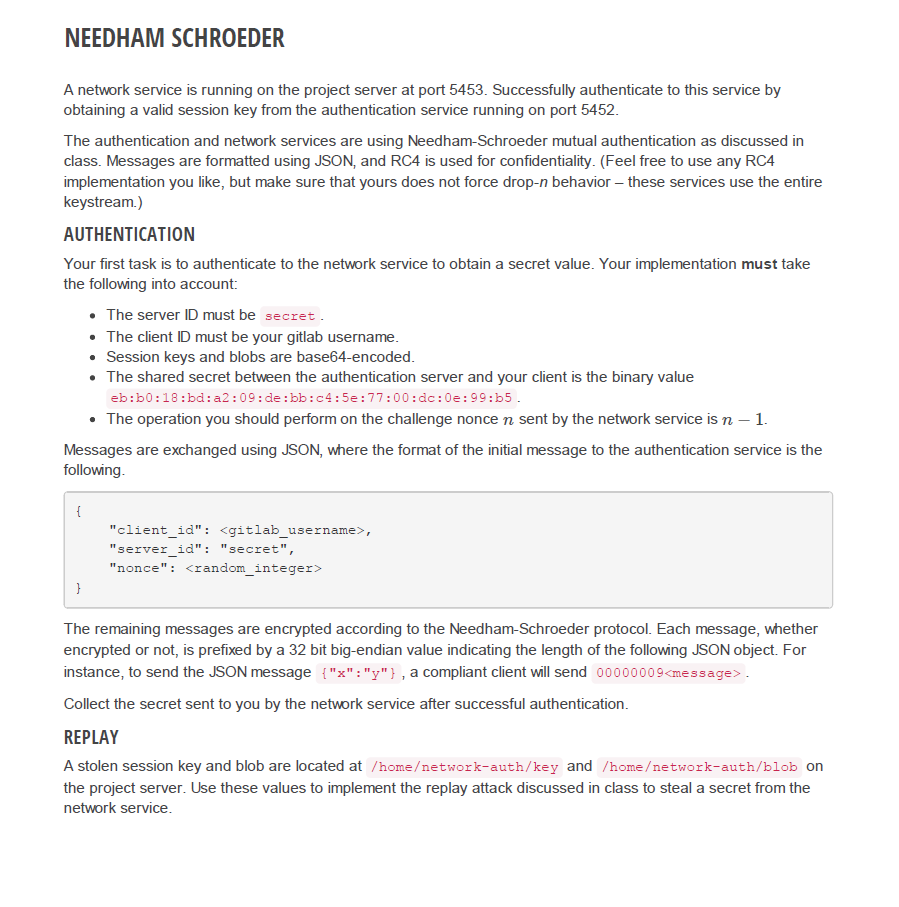 NEEDHAM SCHROEDER
A network service is running on the project server at port 5453. Successfully authenticate to this service by
obtaining a valid session key from the authentication service running on port 5452.
The authentication and network services are using Needham-Schroeder mutual authentication as discussed in
class. Messages are formatted using JSON, and RC4 is used for confidentiality. (Feel free to use any RC4
implementation you like, but make sure that yours does not force drop-n behavior – these services use the entire
keystream.)
AUTHENTICATION
Your first task is to authenticate to the network service to obtain a secret value. Your implementation must take
the following into account:
• The server ID must be secret.
• The client ID must be your gitlab username.
• Session keys and blobs are base64-encoded.
• The shared secret between the authentication server and your client is the binary value
eb:b0:18:bd:a2:09:de:bb:c4:5e:77:00:dc:0e:99:b5.
• The operation you should perform on the challenge nonce n sent by the network service is n − 1.
Messages are exchanged using JSON, where the format of the initial message to the authentication service is the
following.
{
    "client_id": <gitlab_username>,
    "server_id": "secret",
    "nonce": <random_integer>
}
The remaining messages are encrypted according to the Needham-Schroeder protocol. Each message, whether
encrypted or not, is prefixed by a 32 bit big-endian value indicating the length of the following JSON object. For
instance, to send the JSON message {"x":"y"}, a compliant client will send 00000009<message>.
Collect the secret sent to you by the network service after successful authentication.
REPLAY
A stolen session key and blob are located at /home/network-auth/key and /home/network-auth/blob on
the project server. Use these values to implement the replay attack discussed in class to steal a secret from the
network service.